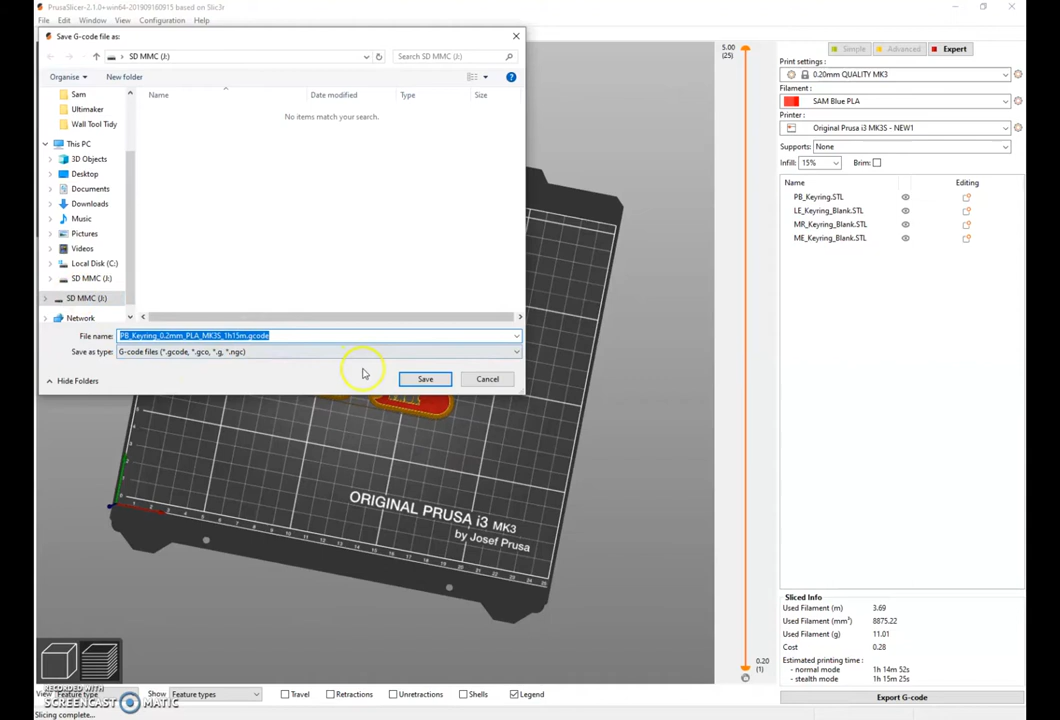 PrusaSlicer-2.1.0+win64-201909160915 based on Slic3r
File Edit Window View Configuration Help
Save G-code file as:
SD MMC (J:)
Search SD MMC (J:)
Organise New folder
Name Date modified Type Size
No items match your search.
Sam
Ultimaker
Wall Tool Tidy
This PC
3D Objects
Desktop
Documents
Downloads
Music
Pictures
Videos
Local Disk (C:)
SD MMC (J:)
SD MMC (J:)
Network
File name: PB_Keyring_0.2mm_PLA_MK3S_1h15m.gcode
Save as type: G-code files (*.gcode, *.gco, *.g, *.ngc)
Hide Folders
Save Cancel
ORIGINAL PRUSA i3 MK3
by Josef Prusa
5.00
(25)
0.20
(1)
Simple Advanced Expert
Print settings:
0.20mm QUALITY MK3
Filament:
SAM Blue PLA
Printer:
Original Prusa i3 MK3S - NEW1
Supports: None
Infill: 15% Brim:
Name Editing
PB_Keyring.STL
LE_Keyring_Blank.STL
MR_Keyring_Blank.STL
ME_Keyring_Blank.STL
Sliced Info
Used Filament (m) 3.69
Used Filament (mm³) 8875.22
Used Filament (g) 11.01
Cost 0.28
Estimated printing time:
- normal mode 1h 14m 52s
- stealth mode 1h 15m 25s
Export G-code
View Feature type Show Feature types Travel Retractions Unretractions Shells Legend
RECORDED WITH
SCREENCAST MATIC
Slicing complete...